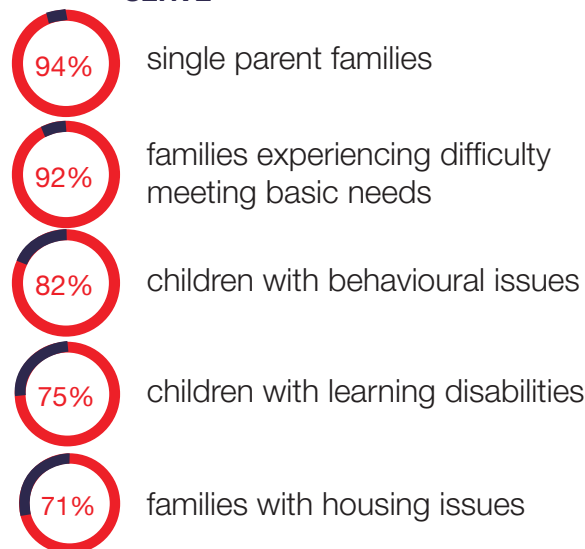 94%
single parent families
92%
families experiencing difficulty
meeting basic needs
82%
children with behavioural issues
75%
children with learning disabilities
71%
families with housing issues